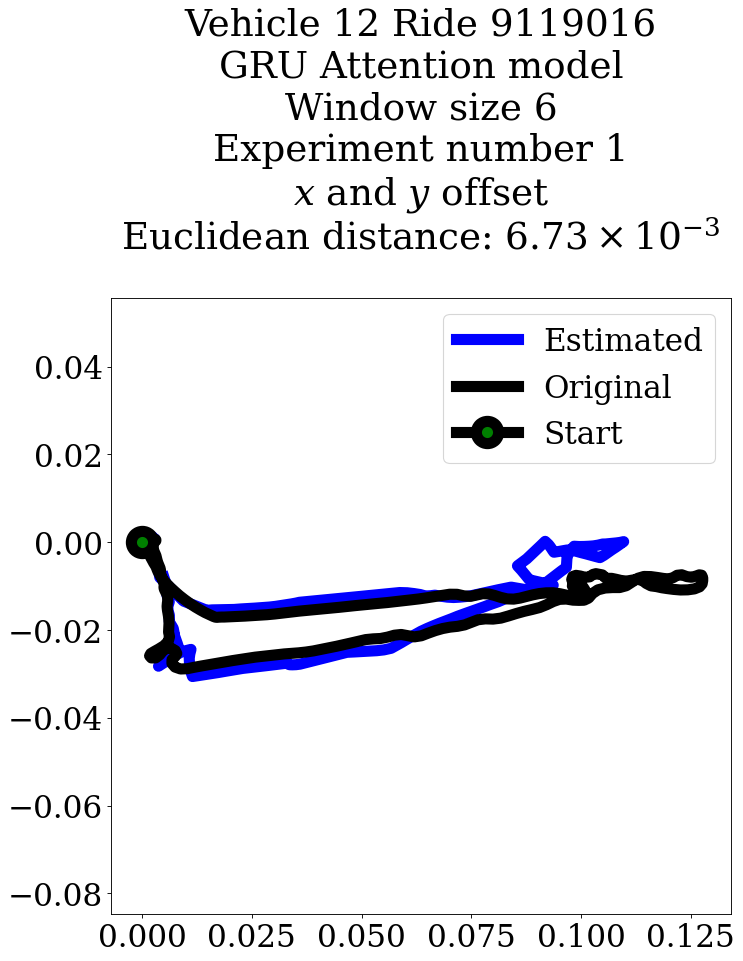 Vehicle 12 Ride 9119016
GRU Attention model
Window size 6
Experiment number 1
x and y offset
Euclidean distance: 6.73 × 10⁻³
Estimated
Original
Start
0.04
0.02
0.00
−0.02
−0.04
−0.06
−0.08
0.000 0.025 0.050 0.075 0.100 0.125